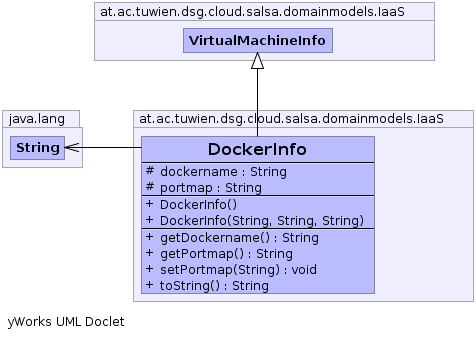 at.ac.tuwien.dsg.cloud.salsa.domainmodels.IaaS
VirtualMachineInfo
java.lang
String
at.ac.tuwien.dsg.cloud.salsa.domainmodels.IaaS
DockerInfo
# dockername : String
# portmap : String
+ DockerInfo()
+ DockerInfo(String, String, String)
+ getDockername() : String
+ getPortmap() : String
+ setPortmap(String) : void
+ toString() : String
yWorks UML Doclet